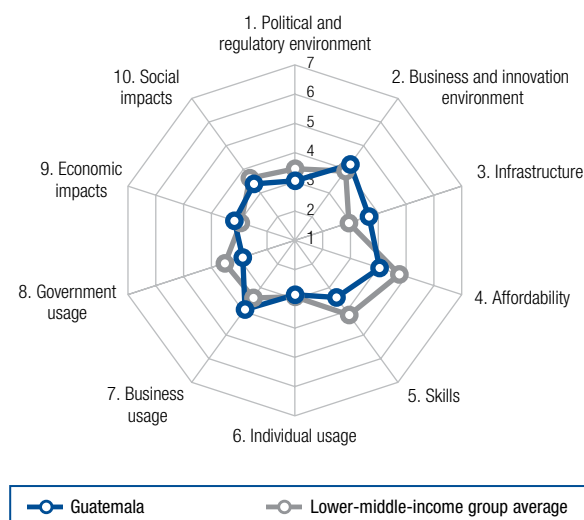 1. Political and
regulatory environment
2. Business and innovation
environment
3. Infrastructure
4. Affordability
5. Skills
6. Individual usage
7. Business
usage
8. Government
usage
9. Economic
impacts
10. Social
impacts
7
6
5
4
3
2
1
Guatemala
Lower-middle-income group average